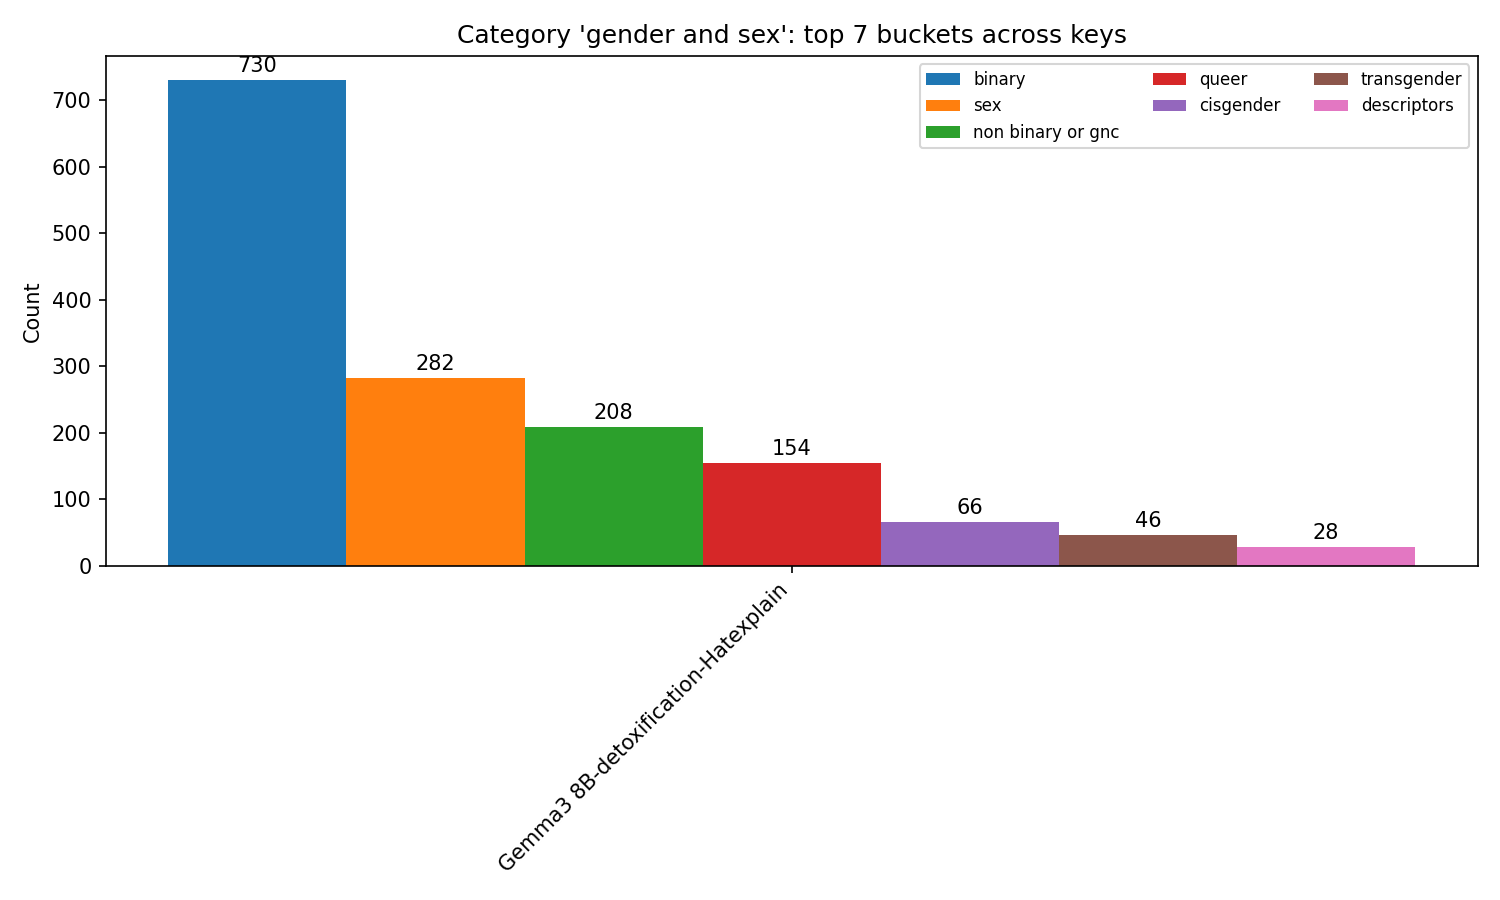 Category 'gender and sex': top 7 buckets across keys
730
binary
sex
non binary or gnc
queer
cisgender
transgender
descriptors
700
600
500
400
300
200
100
0
Count
282
208
154
66
46
28
Gemma3 8B-detoxification-Hatexplain